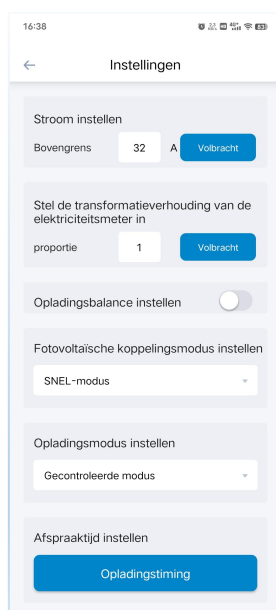 16:38
83
Instellingen
Stroom instellen
Bovengrens 32 A Volbracht
Stel de transformatieverhouding van de
elektriciteitsmeter in
proportie 1 Volbracht
Opladingsbalance instellen
Fotovoltaïsche koppelingsmodus instellen
SNEL-modus
Opladingsmodus instellen
Gecontroleerde modus
Afspraaktijd instellen
Opladingstiming